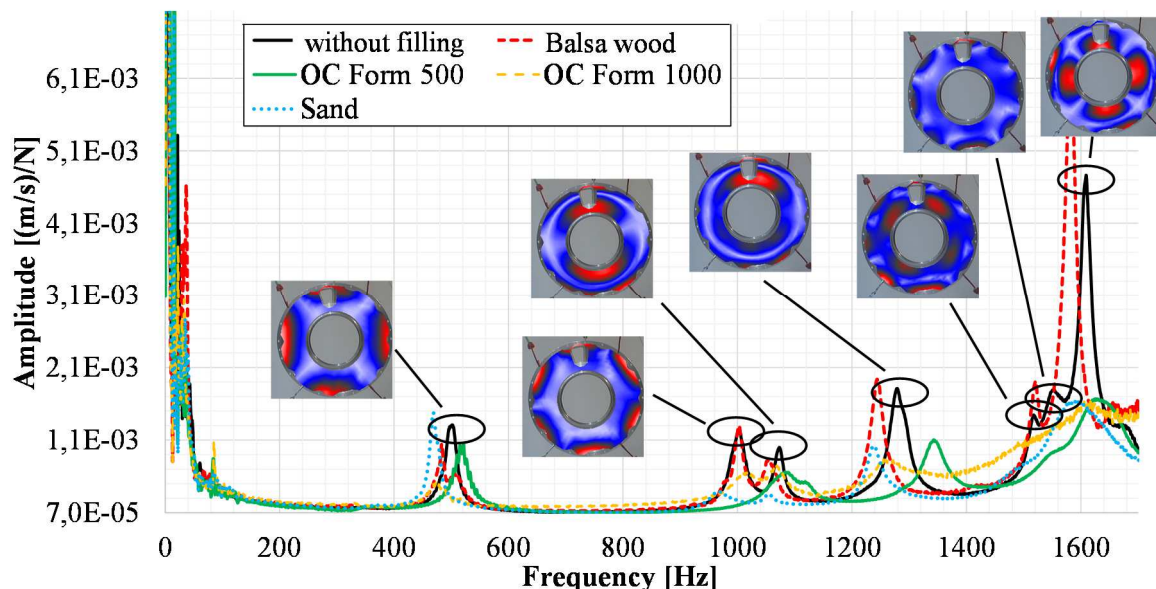 without filling
Balsa wood
OC Form 500
OC Form 1000
Sand
Amplitude [(m/s)/N]
6,1E-03
5,1E-03
4,1E-03
3,1E-03
2,1E-03
1,1E-03
7,0E-05
0 200 400 600 800 1000 1200 1400 1600
Frequency [Hz]